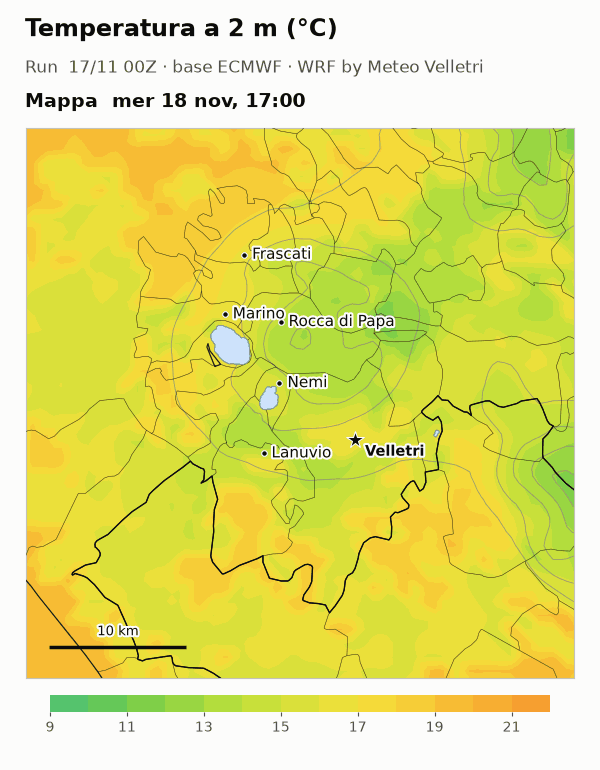 Temperatura a 2 m (°C)
Run  17/11 00Z · base ECMWF · WRF by Meteo Velletri
Mappa  mer 18 nov, 17:00
Frascati
Marino
Rocca di Papa
Nemi
Velletri
Lanuvio
10 km
9 11 13 15 17 19 21